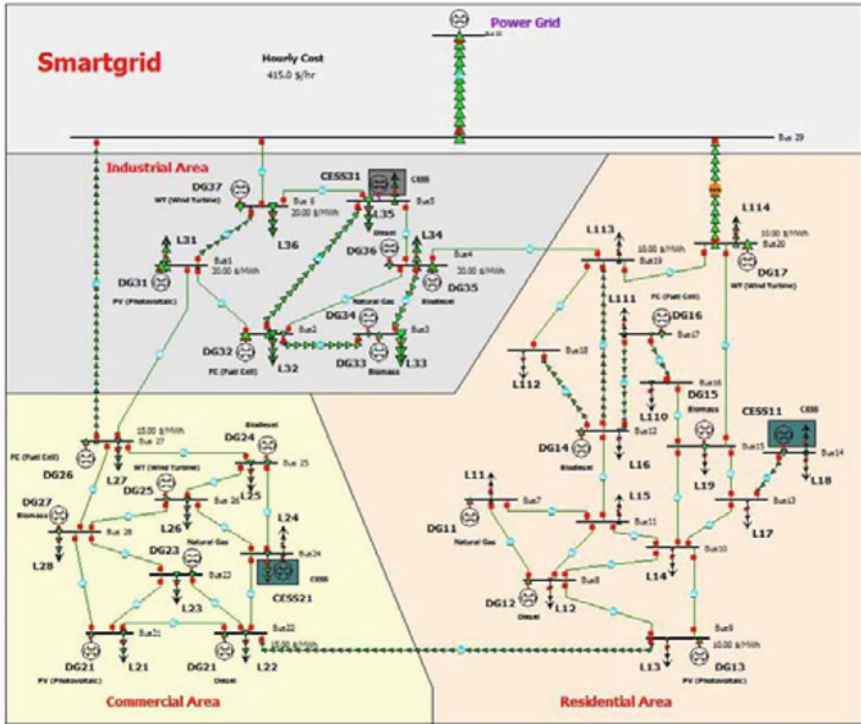 Power Grid
Smartgrid
Hourly Cost
415.0 $/hr
Bus 29
Industrial Area
CESS31
CESS
DG37
WT (Wind Turbine)
Bus 6
20.00 $/MWh
Bus5
L35
Diesel
L31
L36
DG36
L34
Bus4
20.00 $/MWh
Bus1
20.00 $/MWh
DG31
PV (Photovoltaic)
DG35
Biodiesel
Natural Gas
DG34
Bus2
Bus3
DG32
FC (Fuel Cell)
L32
DG33
Biomass
L33
L113
L114
10.00 $/MWh
Bus19
10.00 $/MWh
Bus20
DG17
WT (Wind Turbine)
L111
FC (Fuel Cell)
DG16
Bus17
Bus18
L112
Bus16
L110
DG15
Biomass
CESS11
CESS
DG14
Biodiesel
Bus12
L16
Bus15
L19
Bus14
L18
L11
Bus7
L15
Bus13
L17
DG11
Natural Gas
Bus11
Bus10
L14
Bus8
DG12
Diesel
L12
Bus9
10.00 $/MWh
L13
DG13
PV (Photovoltaic)
Residential Area
15.00 $/MWh
Bus 27
Biodiesel
DG24
FC (Fuel Cell)
DG26
L27
WT (Wind Turbine)
DG25
Bus 25
L25
DG27
Biomass
Bus 26
L26
L24
Bus 28
L28
Natural Gas
DG23
Bus24
CESS
CESS21
Bus23
L23
Bus21
Bus22
15.00 $/MWh
DG21
PV (Photovoltaic)
L21
DG21
Diesel
L22
Commercial Area